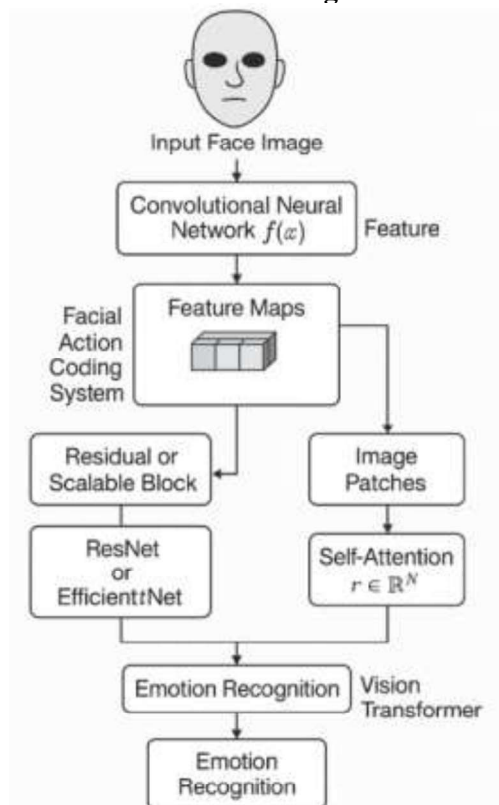 Input Face Image
Convolutional Neural
Network f(x)
Feature
Feature Maps
Facial
Action
Coding
System
Residual or
Scalable Block
Image
Patches
ResNet
or
EfficienttNet
Self-Attention
r ∈ ℝᴺ
Emotion Recognition
Vision
Transformer
Emotion
Recognition